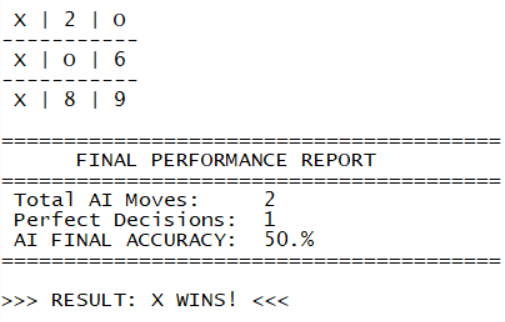 X | 2 | O
-----------
X | O | 6
-----------
X | 8 | 9
========================================
FINAL PERFORMANCE REPORT
========================================
Total AI Moves: 2
Perfect Decisions: 1
AI FINAL ACCURACY: 50.%
========================================
>>> RESULT: X WINS! <<<